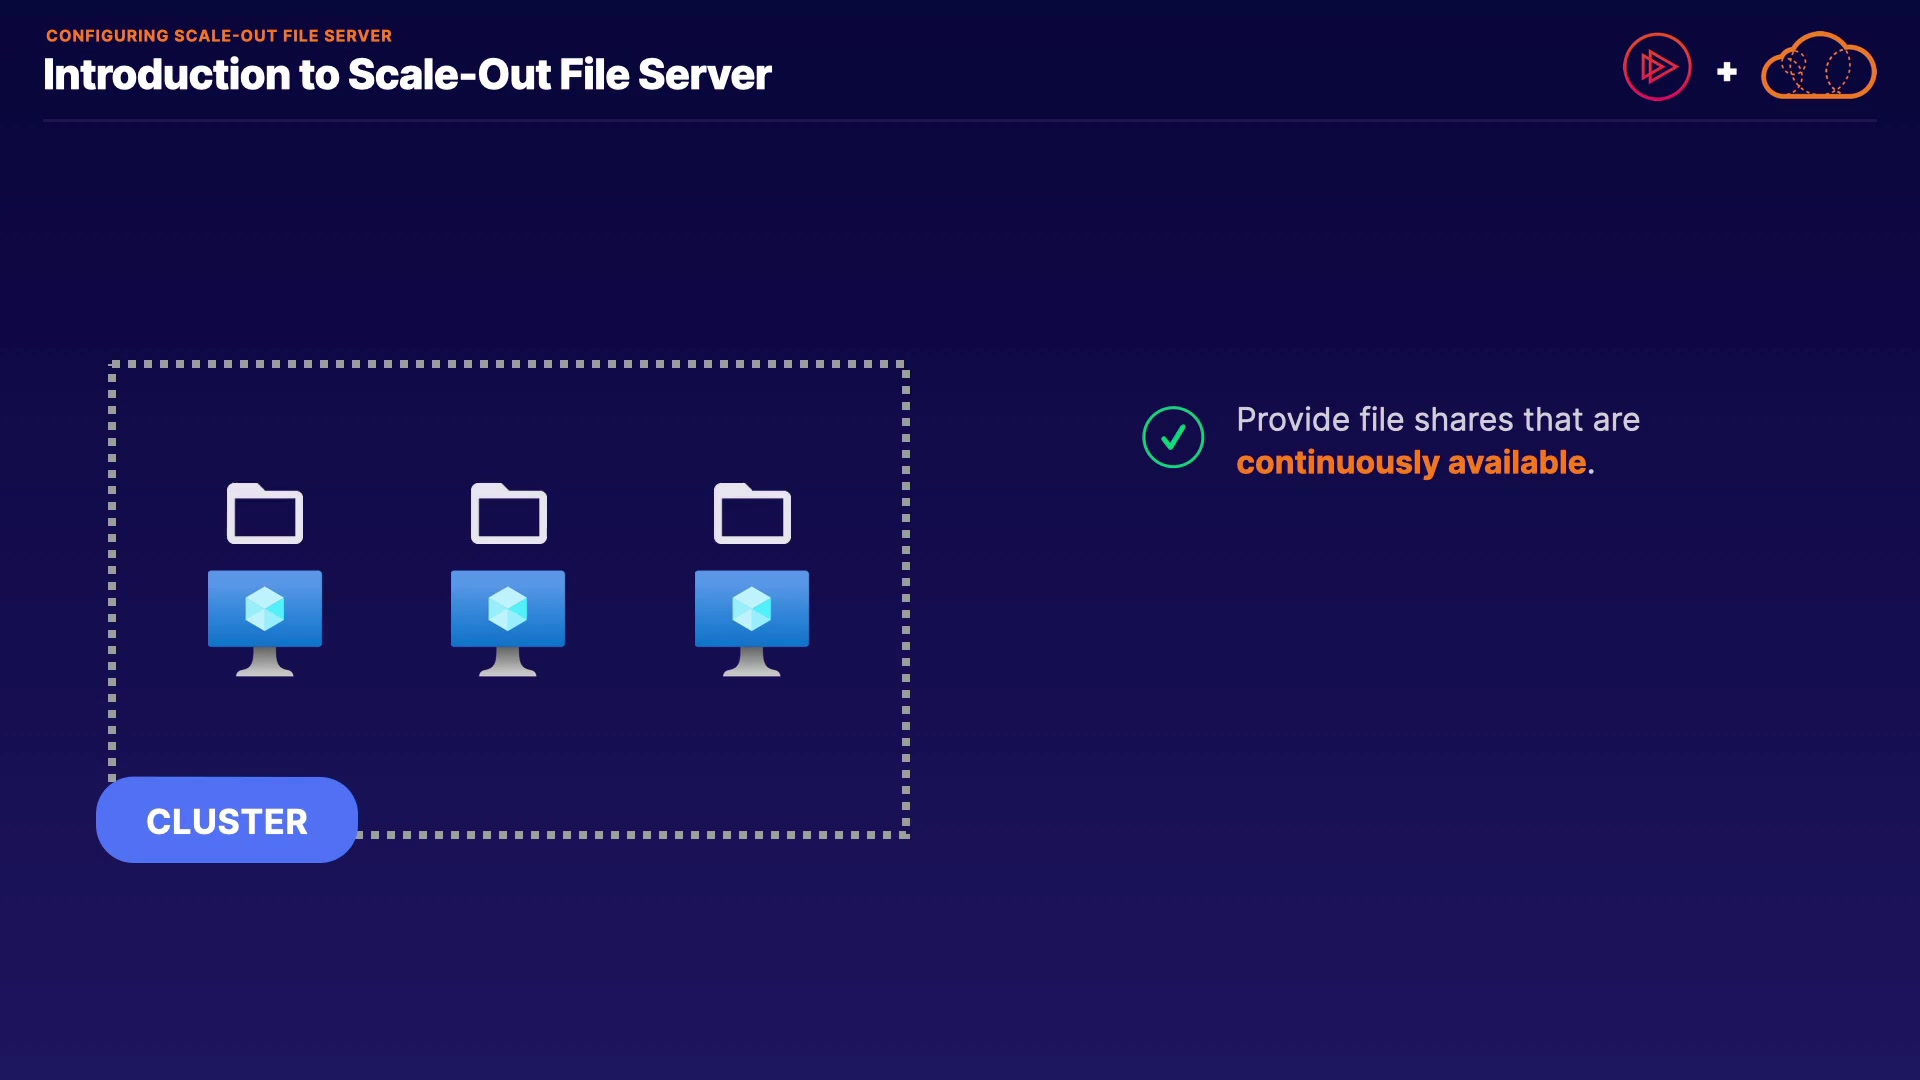 CONFIGURING SCALE-OUT FILE SERVER
Introduction to Scale-Out File Server
Provide file shares that are
continuously available.
CLUSTER